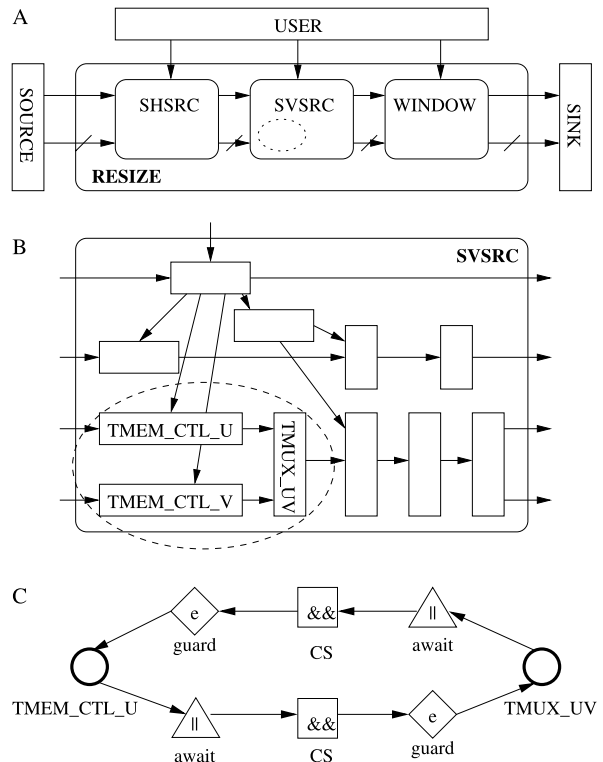 A
USER
SOURCE
SHSRC
SVSRC
WINDOW
SINK
RESIZE
B
SVSRC
TMEM_CTL_U
TMUX_UV
TMEM_CTL_V
C
e
&&
||
guard
CS
await
TMEM_CTL_U
TMUX_UV
||
&&
e
await
CS
guard